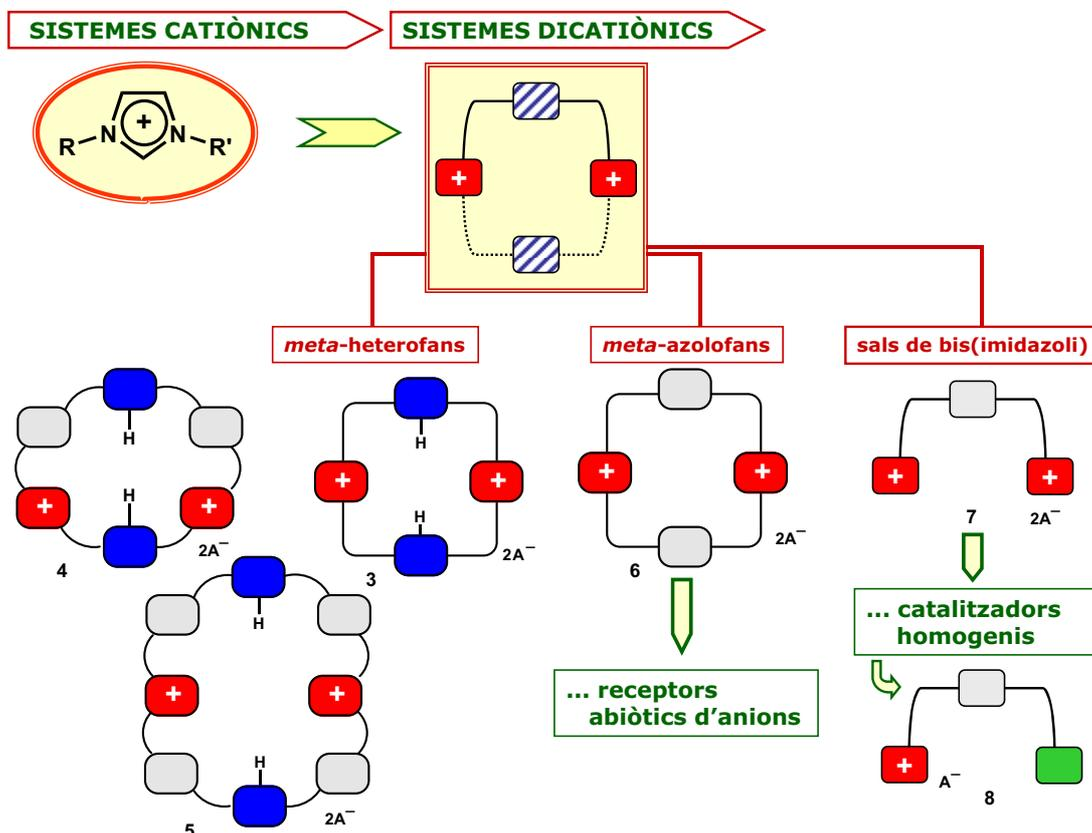 SISTEMES CATIÒNICS
SISTEMES DICATIÒNICS
R N + N R'
+ +
meta-heterofans
meta-azolofans
sals de bis(imidazoli)
H
H
+ +
2A–
4
H
H
+ +
2A–
3
+ +
2A–
6
+ +
7
2A–
H
+ +
H
2A–
5
... receptors
abiòtics d'anions
... catalitzadors
homogenis
+
A–
8